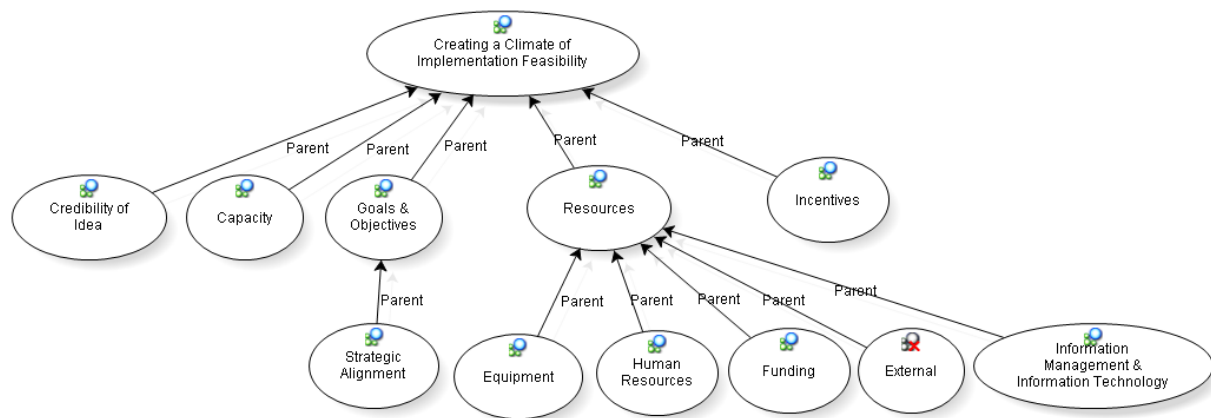 Creating a Climate of
Implementation Feasibility
Parent
Parent
Parent
Parent
Parent
Credibility of
Idea
Capacity
Goals &
Objectives
Resources
Incentives
Parent
Parent
Parent
Parent
Parent
Parent
Strategic
Alignment
Equipment
Human
Resources
Funding
External
Information
Management &
Information Technology